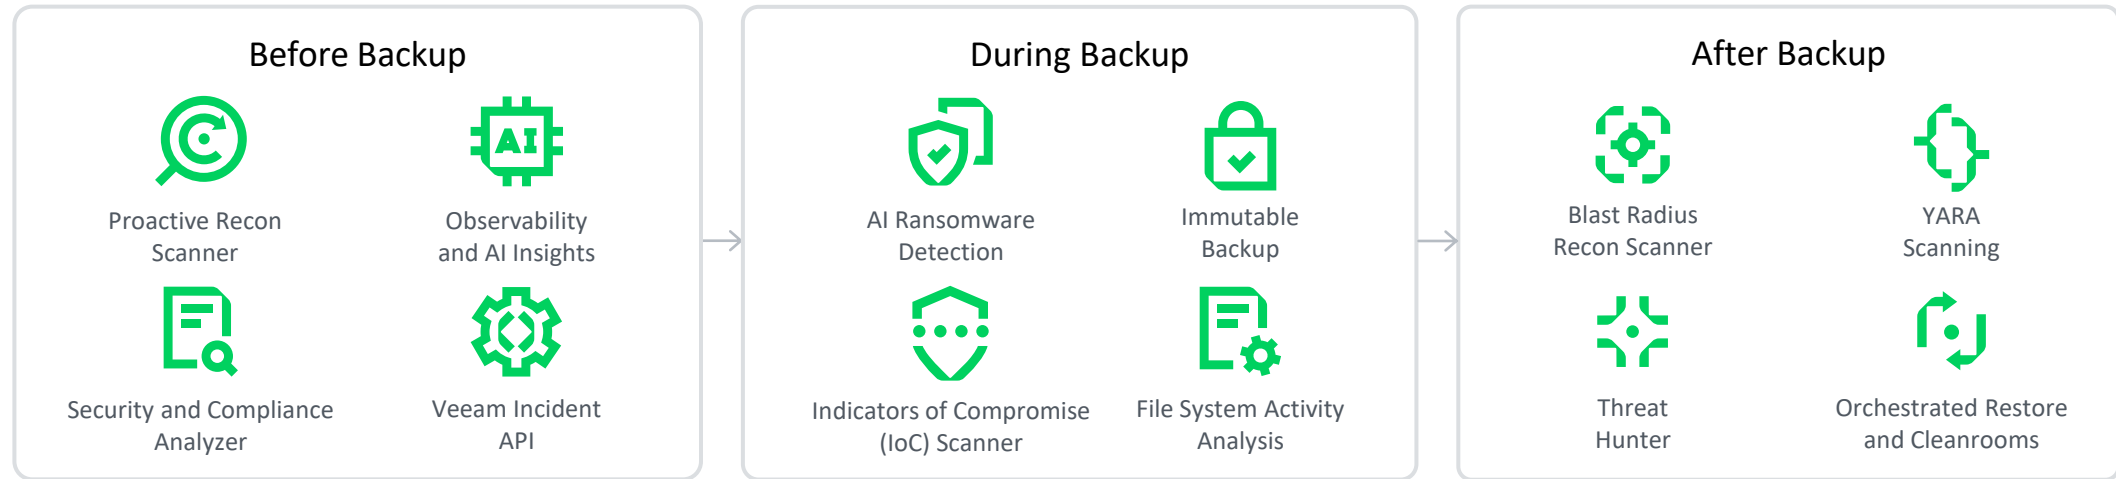 Before Backup
AI
Proactive Recon
Scanner
Observability
and AI Insights
Security and Compliance
Analyzer
Veeam Incident
API
During Backup
AI Ransomware
Detection
Immutable
Backup
Indicators of Compromise
(IoC) Scanner
File System Activity
Analysis
After Backup
Blast Radius
Recon Scanner
YARA
Scanning
Threat
Hunter
Orchestrated Restore
and Cleanrooms